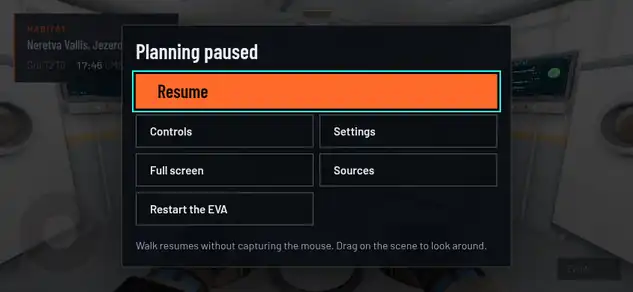 HABITAT
Neretva Vallis, Jezero
17:46
Planning paused
Resume
Controls
Settings
Full screen
Sources
Restart the EVA
Walk resumes without capturing the mouse. Drag on the scene to look around.